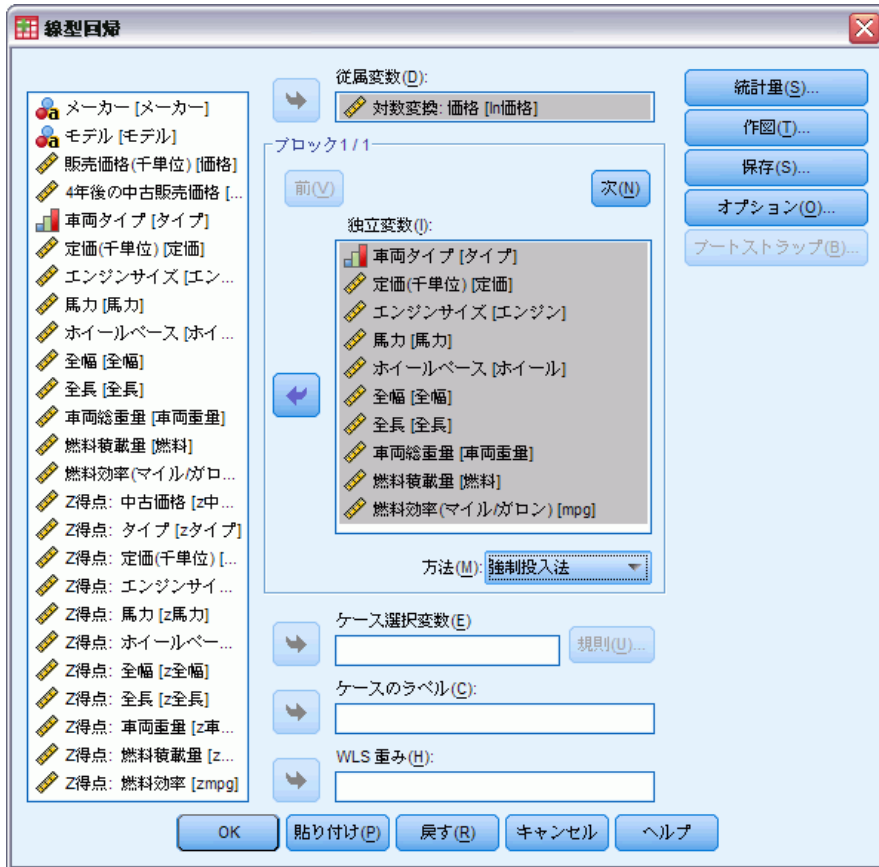 線型回帰
メーカー [メーカー]
モデル [モデル]
販売価格(千単位) [価格]
4年後の中古販売価格 [...
車両タイプ [タイプ]
定価(千単位) [定価]
エンジンサイズ [エン...
馬力 [馬力]
ホイールベース [ホイ...
全幅 [全幅]
全長 [全長]
車両総重量 [車両重量]
燃料積載量 [燃料]
燃料効率(マイル/ガロ...
Z得点: 中古価格 [z中...
Z得点: タイプ [zタイプ]
Z得点: 定価(千単位) [...
Z得点: エンジンサイ...
Z得点: 馬力 [z馬力]
Z得点: ホイールベー...
Z得点: 全幅 [z全幅]
Z得点: 全長 [z全長]
Z得点: 車両重量 [z車...
Z得点: 燃料積載量 [z...
Z得点: 燃料効率 [zmpg]
従属変数(D):
対数変換: 価格 [ln価格]
ブロック1 / 1
前(V)
次(N)
独立変数(I):
車両タイプ [タイプ]
定価(千単位) [定価]
エンジンサイズ [エンジン]
馬力 [馬力]
ホイールベース [ホイール]
全幅 [全幅]
全長 [全長]
車両総重量 [車両重量]
燃料積載量 [燃料]
燃料効率(マイル/ガロン) [mpg]
方法(M): 強制投入法
ケース選択変数(E)
規則(U)...
ケースのラベル(C):
WLS 重み(H):
統計量(S)...
作図(T)...
保存(S)...
オプション(O)...
ブートストラップ(B)...
OK 貼り付け(P) 戻す(R) キャンセル ヘルプ